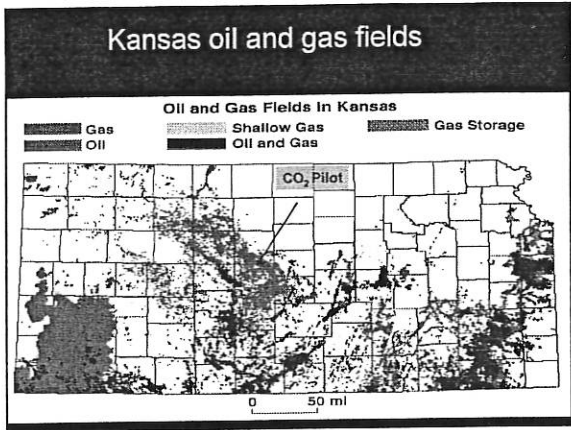 Kansas oil and gas fields
Oil and Gas Fields in Kansas
Gas Shallow Gas Gas Storage
Oil Oil and Gas
CO₂ Pilot
0 50 mi